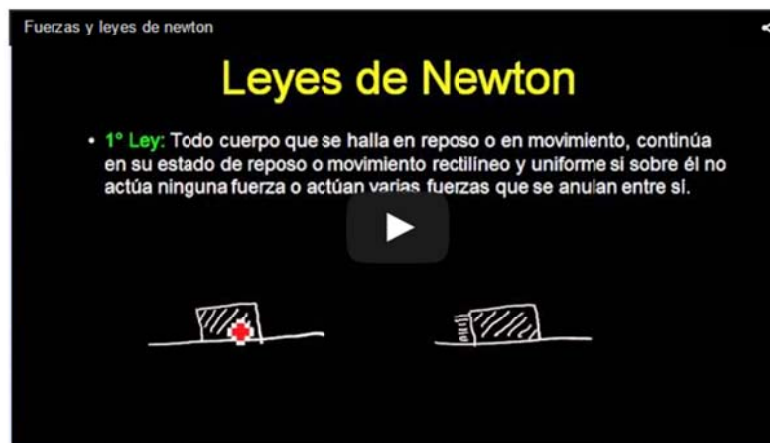 Fuerzas y leyes de newton
Leyes de Newton
• 1° Ley: Todo cuerpo que se halla en reposo o en movimiento, continúa
en su estado de reposo o movimiento rectilíneo y uniforme si sobre él no
actúa ninguna fuerza o actúan varias fuerzas que se anulan entre sí.